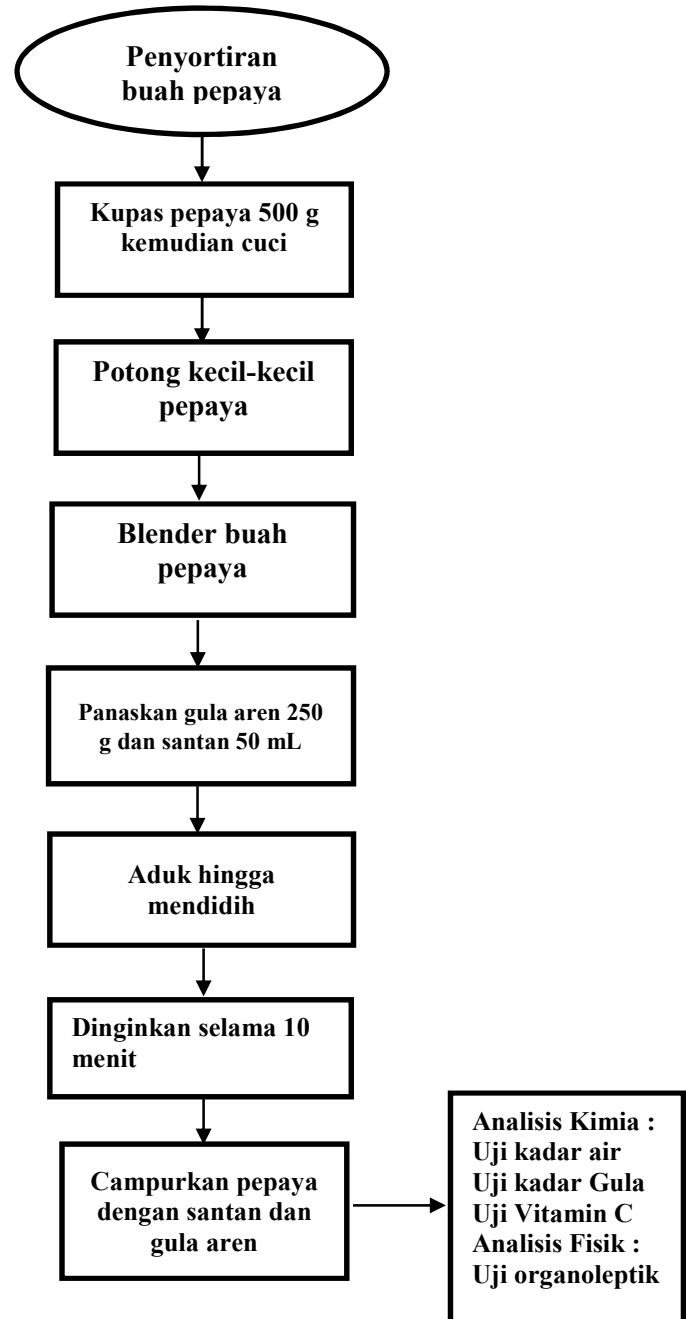 Penyortiran
buah pepaya
Kupas pepaya 500 g
kemudian cuci
Potong kecil-kecil
pepaya
Blender buah
pepaya
Panaskan gula aren 250
g dan santan 50 mL
Aduk hingga
mendidih
Dinginkan selama 10
menit
Campurkan pepaya
dengan santan dan
gula aren
Analisis Kimia :
Uji kadar air
Uji kadar Gula
Uji Vitamin C
Analisis Fisik :
Uji organoleptik